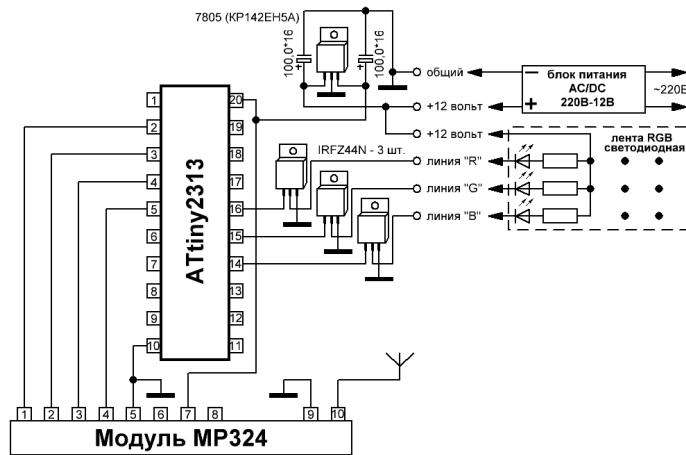 7805 (КР142ЕН5А)
100,0*16
100,0*16
общий
+12 вольт
+12 вольт
линия "R"
линия "G"
линия "B"
− блок питания
AC/DC
+ 220В-12В
~220В
лента RGB
светодиодная
IRFZ44N - 3 шт.
ATtiny2313
1
2
3
4
5
6
7
8
9
10
20
19
18
17
16
15
14
13
12
11
1 2 3 4 5 6 7 8 9 10
Модуль МР324